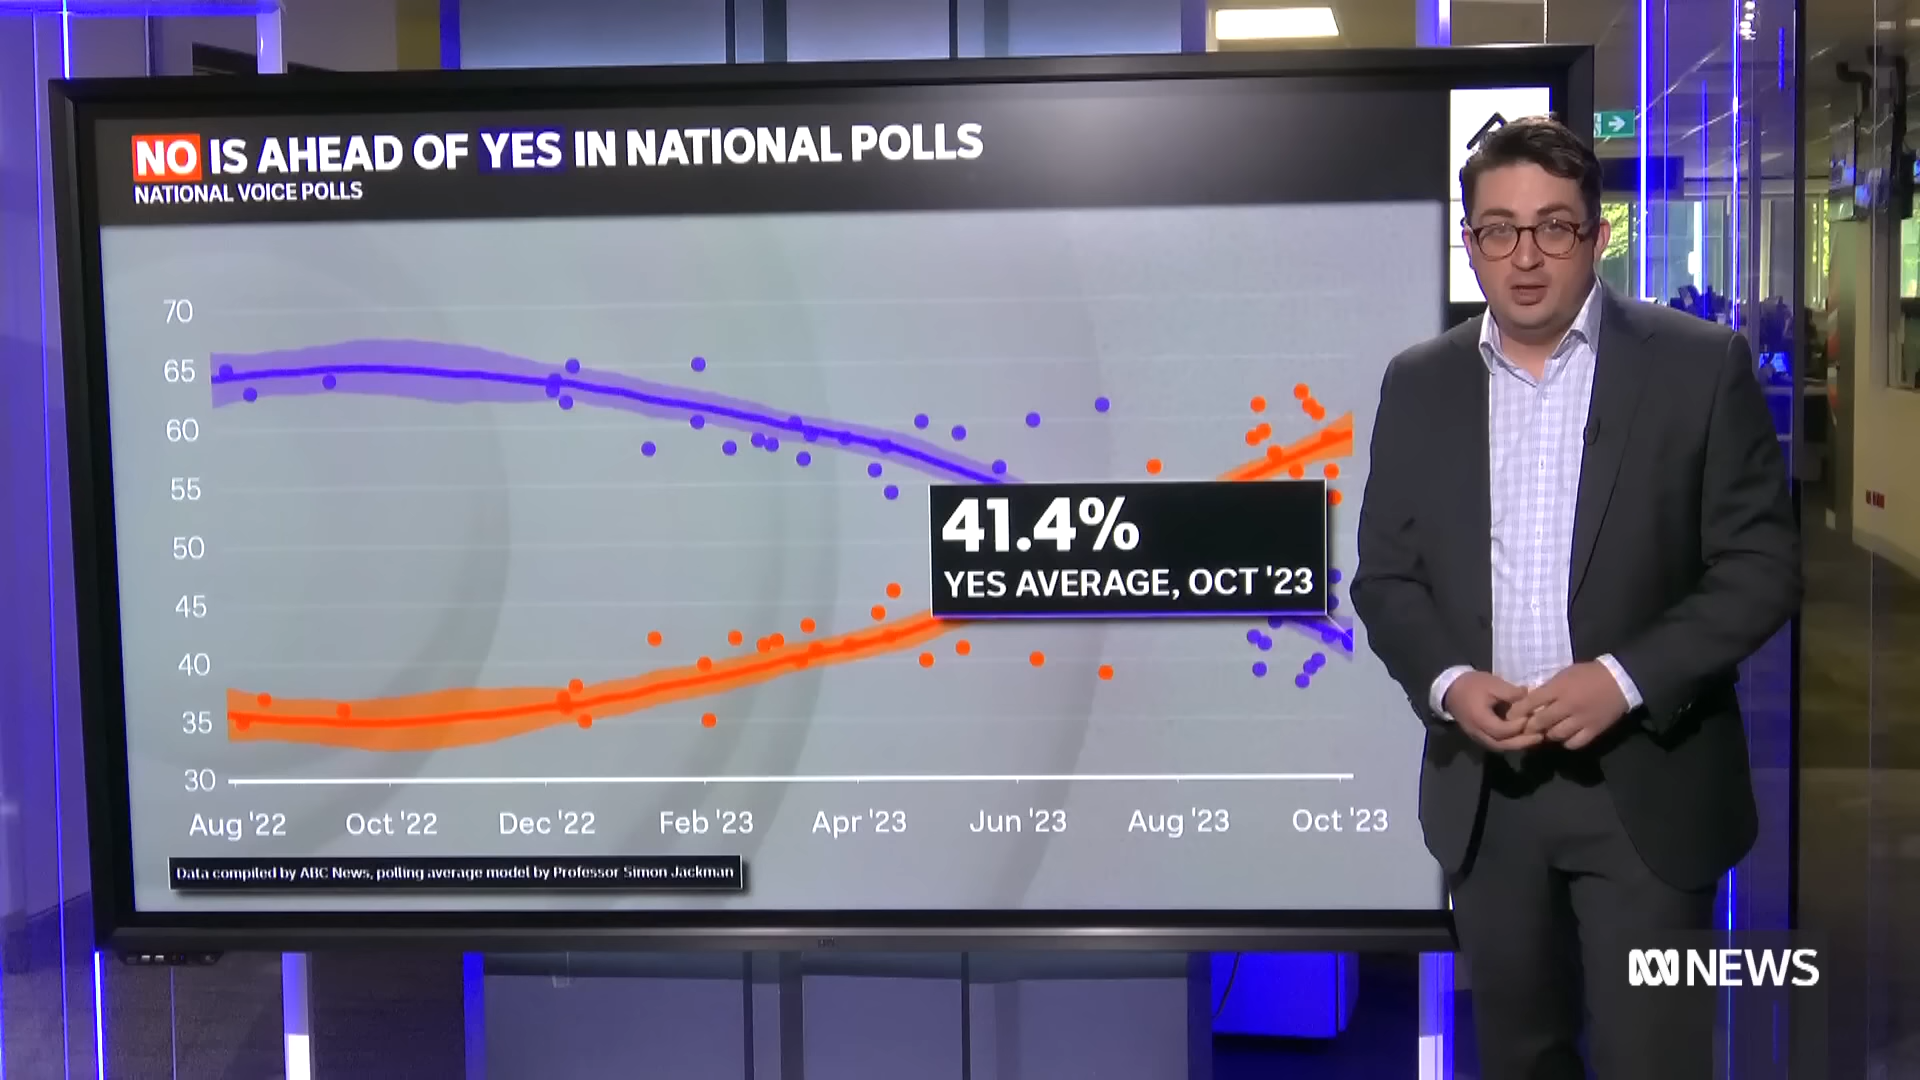 NO IS AHEAD OF YES IN NATIONAL POLLS
NATIONAL VOICE POLLS
70
65
60
55
50
45
40
35
30
41.4%
YES AVERAGE, OCT '23
Aug '22 Oct '22 Dec '22 Feb '23 Apr '23 Jun '23 Aug '23 Oct '23
Data compiled by ABC News, polling average model by Professor Simon Jackman
NEWS